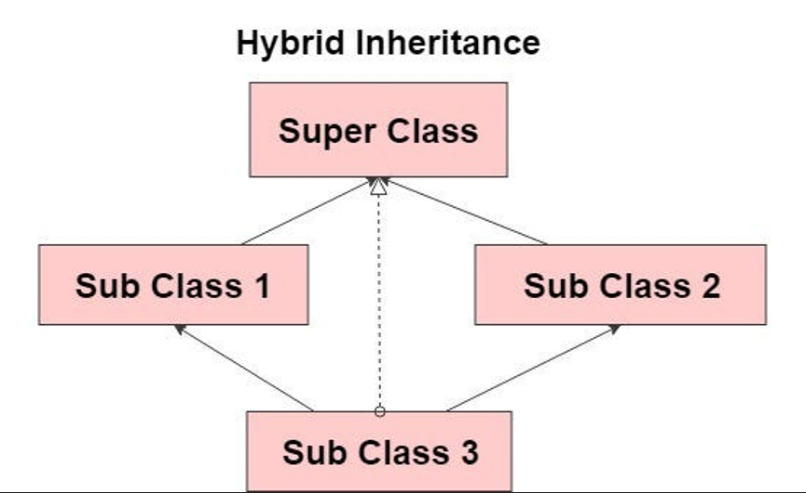 Hybrid Inheritance
Super Class
Sub Class 1
Sub Class 2
Sub Class 3